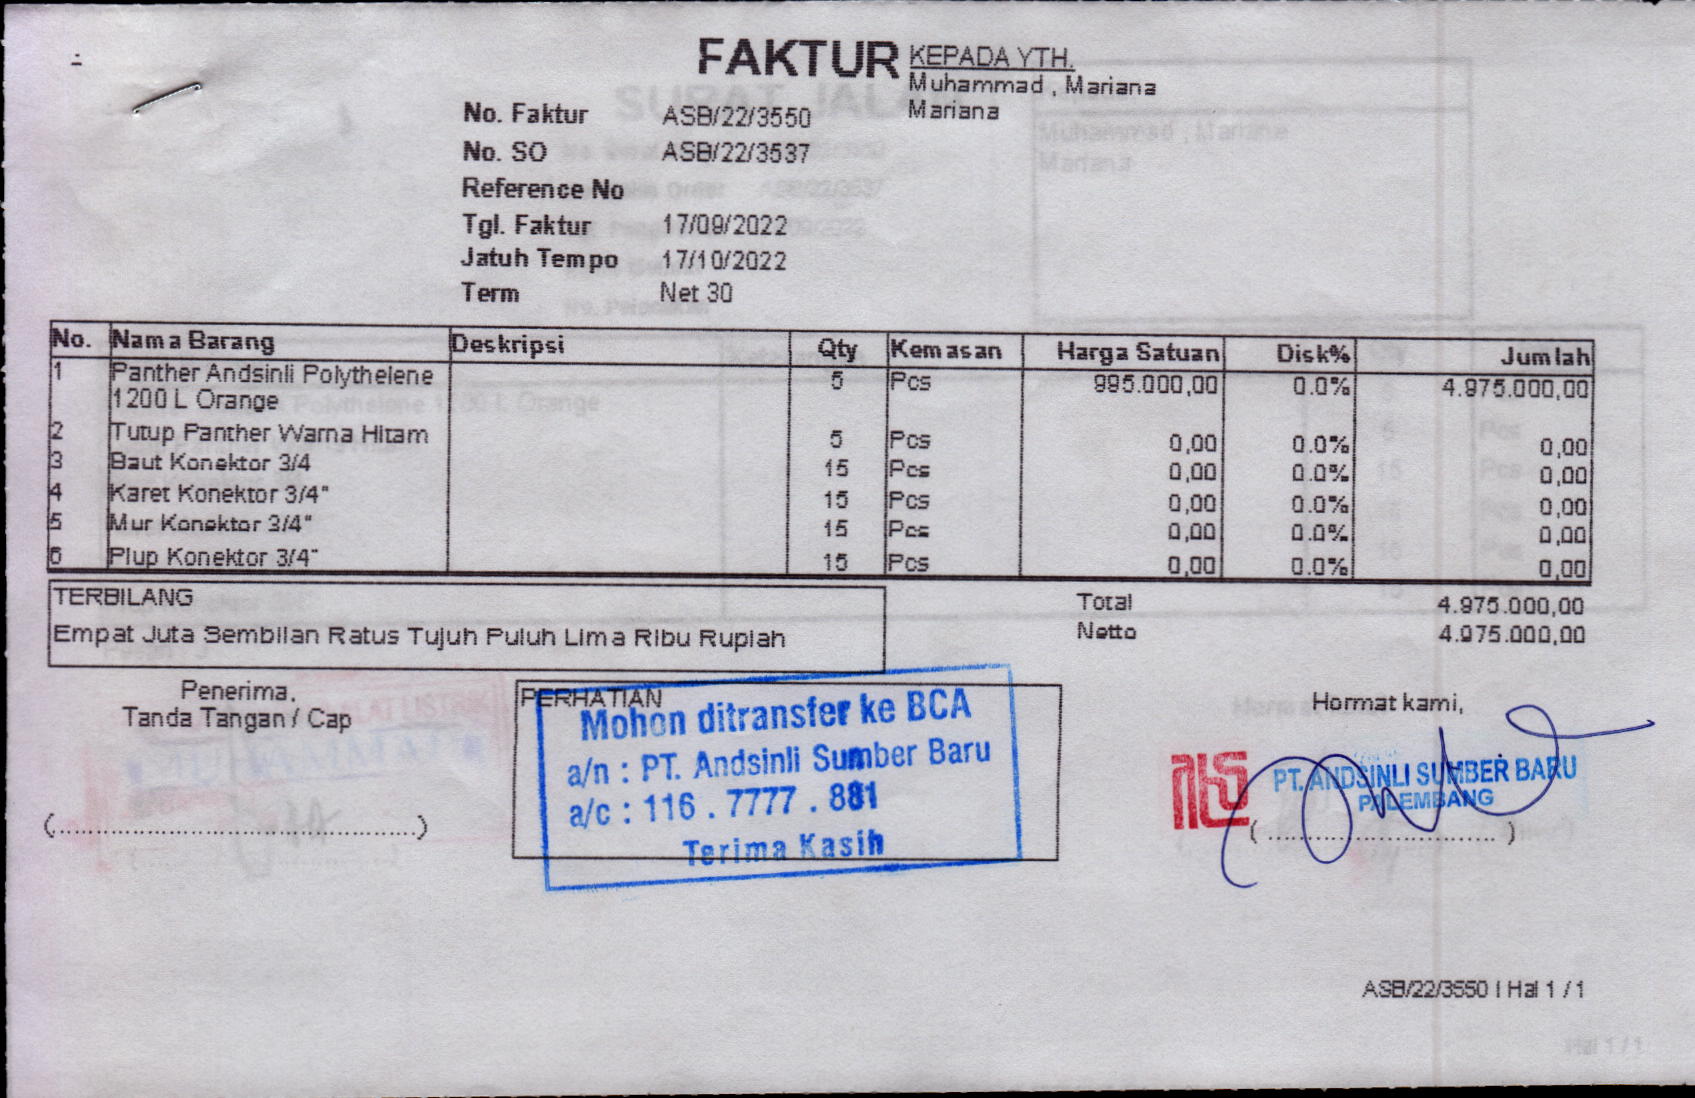 FAKTUR
KEPADA YTH.
Muhammad , Mariana
Mariana
No. Faktur ASB/22/3550
No. SO ASB/22/3537
Reference No
Tgl. Faktur 17/09/2022
Jatuh Tempo 17/10/2022
Term Net 30
No. Nama Barang Deskripsi Qty Kemasan Harga Satuan Disk% Jumlah
1 Panther Andsinli Polythelene 5 Pcs 995.000,00 0.0% 4.975.000,00
1200 L Orange
2 Tutup Panther Warna Hitam 5 Pcs 0,00 0.0% 0,00
3 Baut Konektor 3/4 15 Pcs 0,00 0.0% 0,00
4 Karet Konektor 3/4" 15 Pcs 0,00 0.0% 0,00
5 Mur Konektor 3/4" 15 Pcs 0,00 0.0% 0,00
6 Plup Konektor 3/4" 15 Pcs 0,00 0.0% 0,00
TERBILANG
Empat Juta Sembilan Ratus Tujuh Puluh Lima Ribu Rupiah
Total 4.975.000,00
Netto 4.975.000,00
Penerima,
Tanda Tangan / Cap
(............................................)
PERHATIAN
Mohon ditransfer ke BCA
a/n : PT. Andsinli Sumber Baru
a/c : 116 . 7777 . 881
Terima Kasih
Hormat kami,
PT. ANDSINLI SUMBER BARU
PALEMBANG
(................................)
ASB/22/3550 | Hal 1 / 1